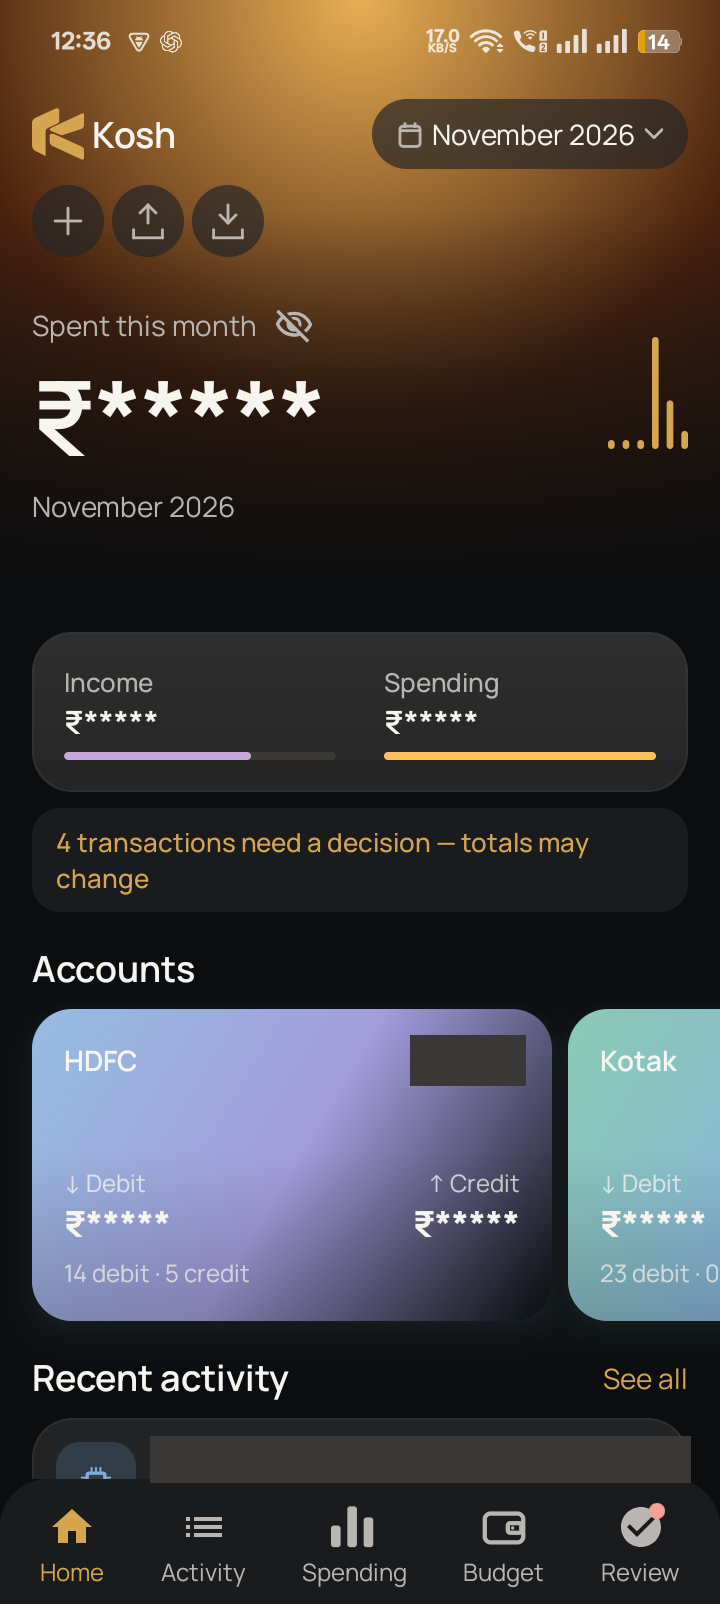 12:36
17.0
KB/S
1
2
14
Kosh
November 2026
Spent this month
₹*****
November 2026
Income
Spending
₹*****
₹*****
4 transactions need a decision — totals may
change
Accounts
HDFC
Kotak
↓ Debit
↑ Credit
↓ Debit
₹*****
₹*****
₹*****
14 debit · 5 credit
23 debit · 0
Recent activity
See all
Home
Activity
Spending
Budget
Review